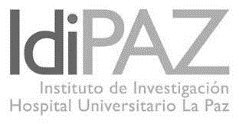 IdiPAZ
Instituto de Investigación
Hospital Universitario La Paz